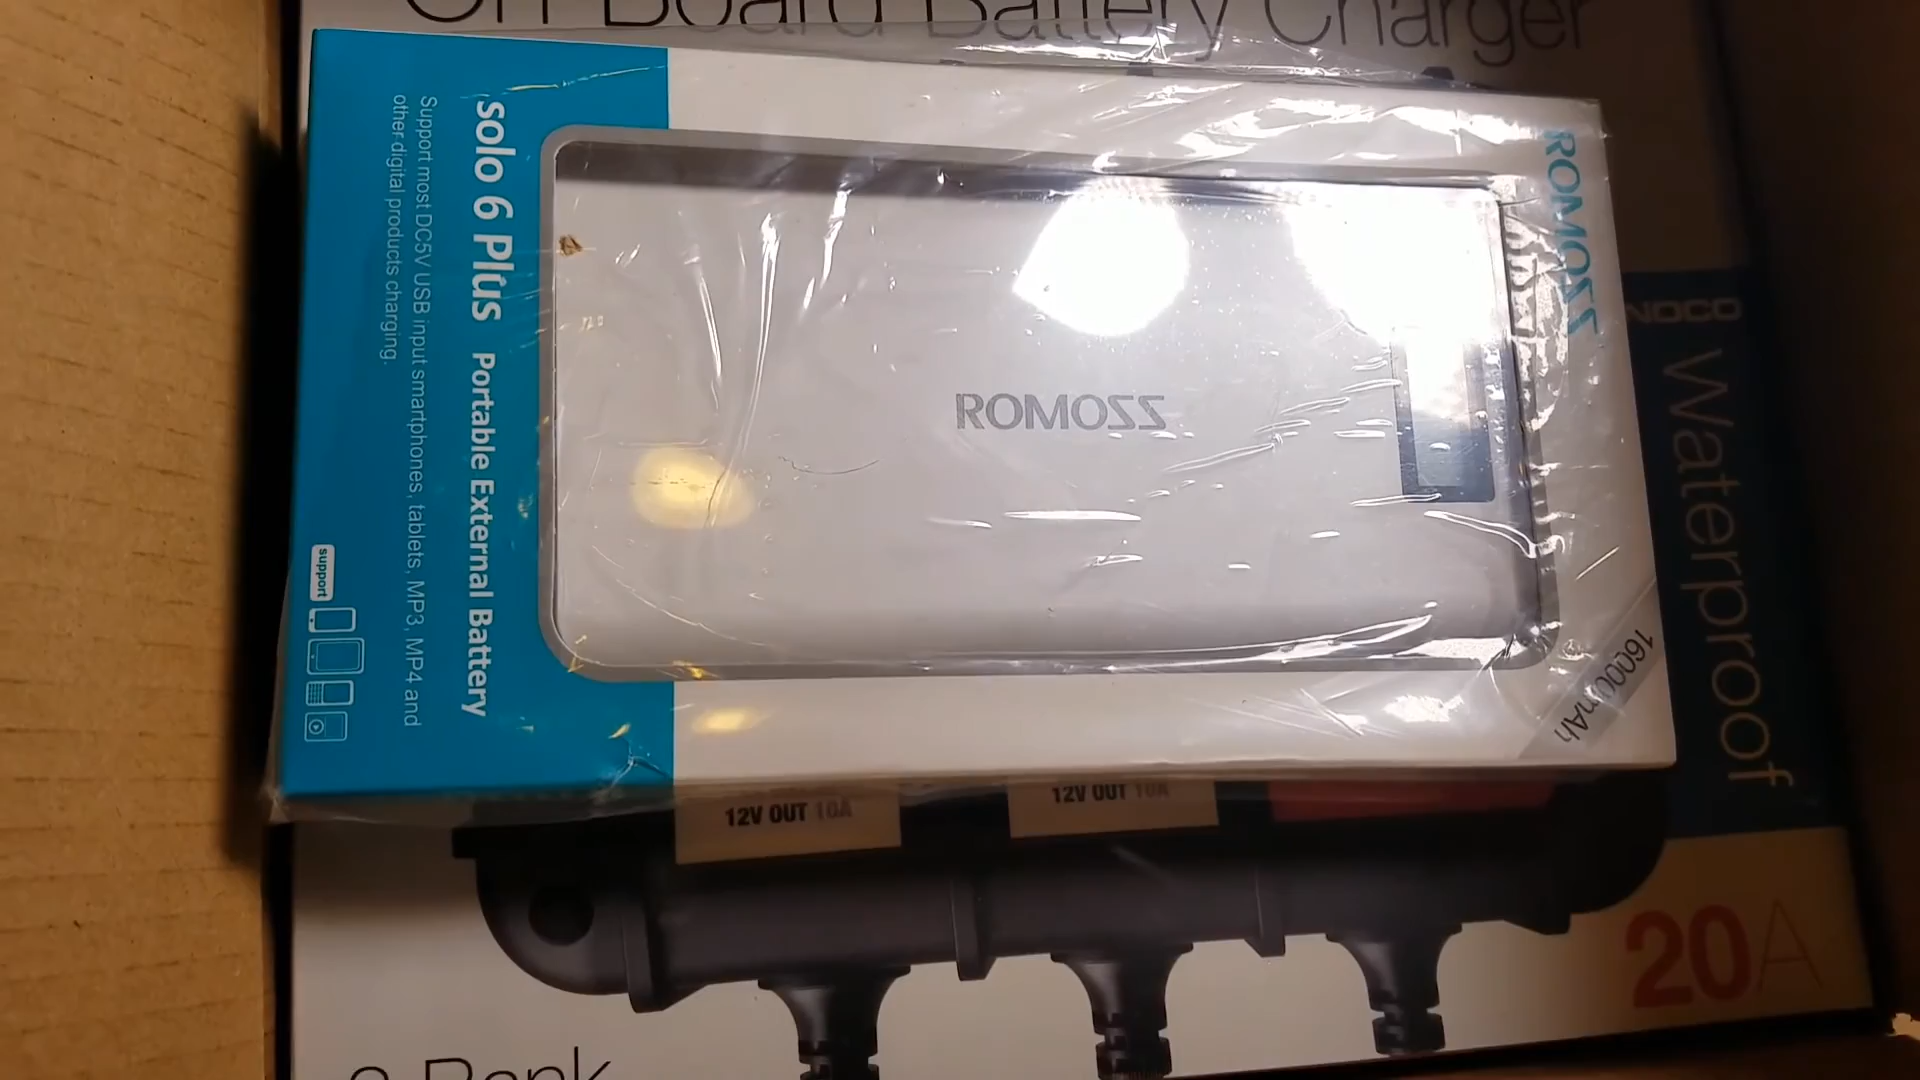 On-Board Battery Charger
ROMOSS
solo 6 Plus Portable External Battery
Support most DC5V USB input smartphones, tablets, MP3, MP4 and
other digital products charging.
support
ROMOSS
16000mAh
NOCO
Waterproof
12V OUT 10A
12V OUT 10A
20A
Bank